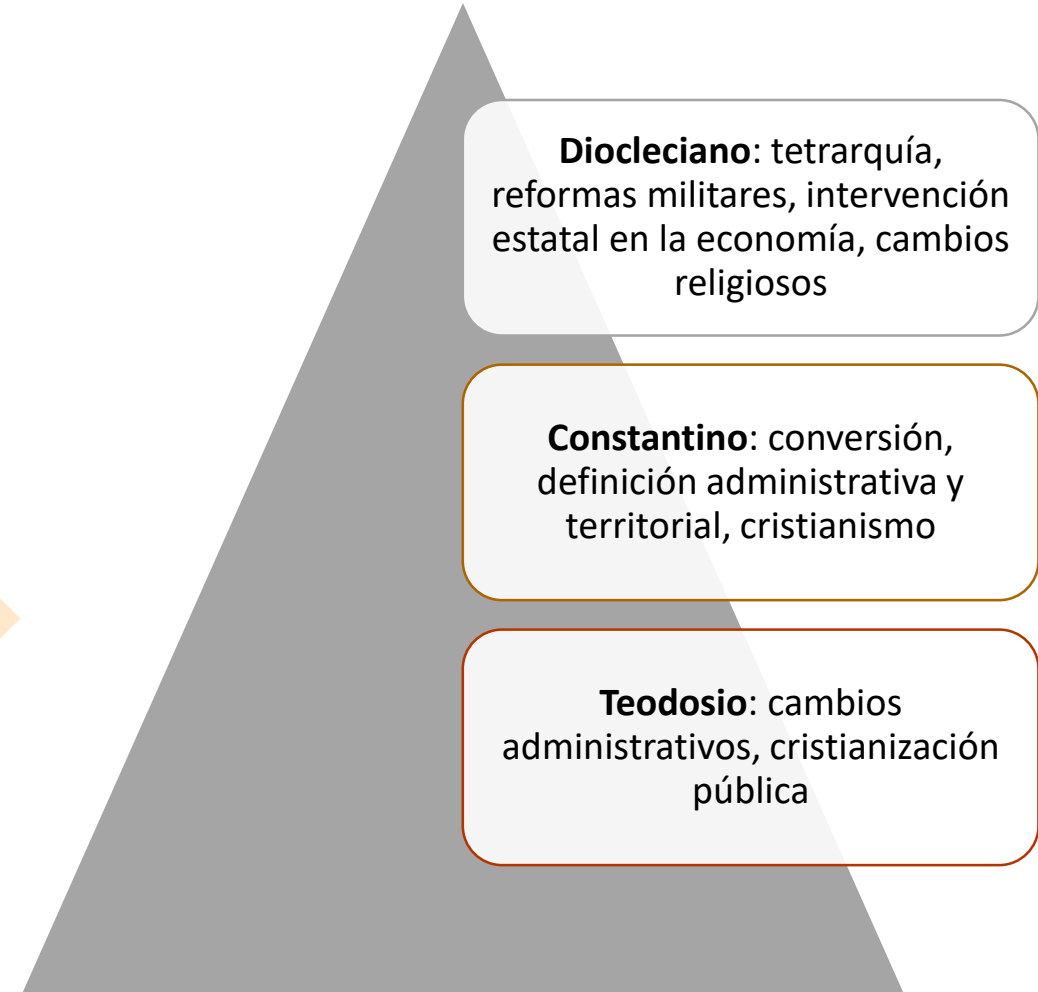 Diocleciano: tetrarquía,
reformas militares, intervención
estatal en la economía, cambios
religiosos
Constantino: conversión,
definición administrativa y
territorial, cristianismo
Teodosio: cambios
administrativos, cristianización
pública